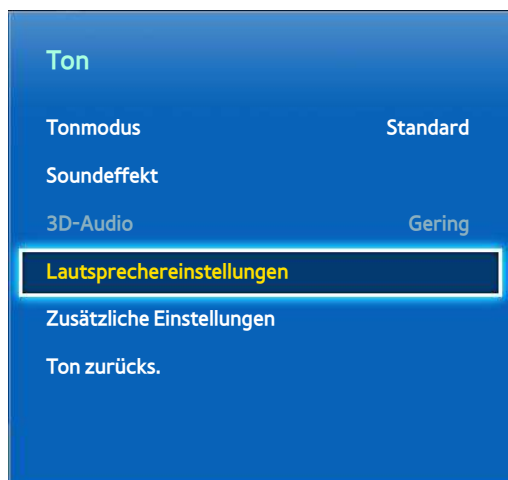 Ton
Tonmodus Standard
Soundeffekt
3D-Audio Gering
Lautsprechereinstellungen
Zusätzliche Einstellungen
Ton zurücks.